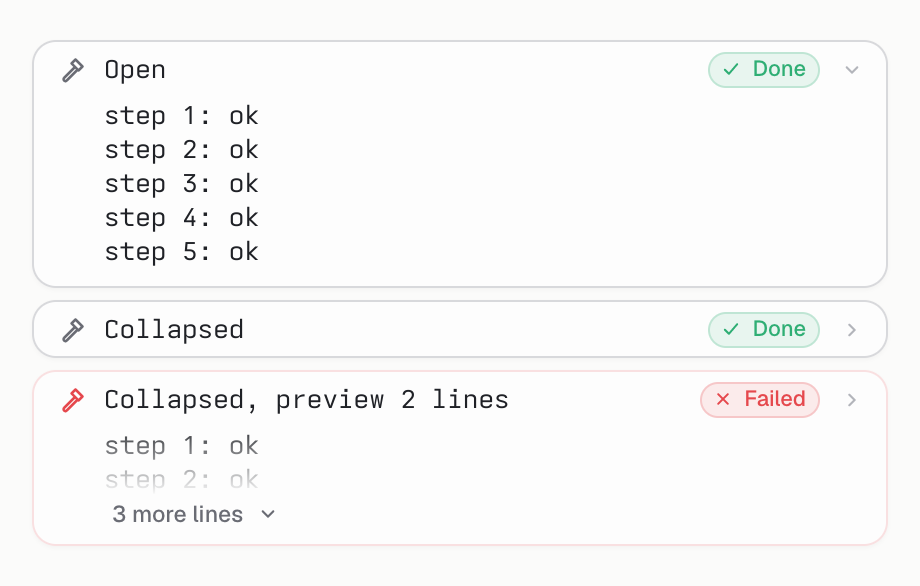 Open
Done
step 1: ok
step 2: ok
step 3: ok
step 4: ok
step 5: ok
Collapsed
Done
Collapsed, preview 2 lines
Failed
step 1: ok
step 2: ok
3 more lines